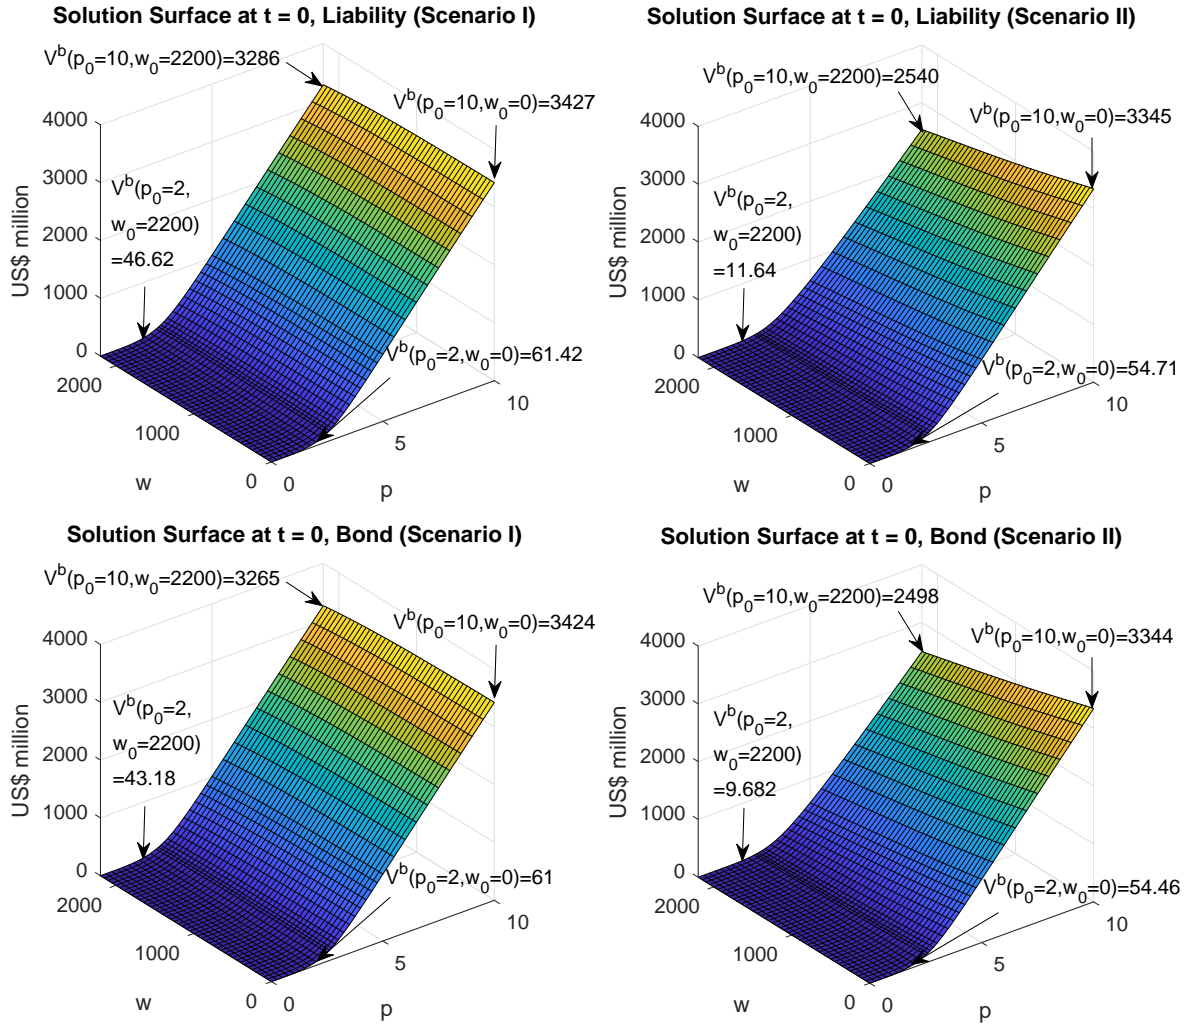 Solution Surface at t = 0, Liability (Scenario I)
V^b(p_0=10,w_0=2200)=3286
V^b(p_0=10,w_0=0)=3427
V^b(p_0=2,
w_0=2200)
=46.62
V^b(p_0=2,w_0=0)=61.42
US$ million
4000
3000
2000
1000
0
2000
1000
0
w
0
5
10
p
Solution Surface at t = 0, Liability (Scenario II)
V^b(p_0=10,w_0=2200)=2540
V^b(p_0=10,w_0=0)=3345
V^b(p_0=2,
w_0=2200)
=11.64
V^b(p_0=2,w_0=0)=54.71
US$ million
4000
3000
2000
1000
0
2000
1000
0
w
0
5
10
p
Solution Surface at t = 0, Bond (Scenario I)
V^b(p_0=10,w_0=2200)=3265
V^b(p_0=10,w_0=0)=3424
V^b(p_0=2,
w_0=2200)
=43.18
V^b(p_0=2,w_0=0)=61
US$ million
4000
3000
2000
1000
0
2000
1000
0
w
0
5
10
p
Solution Surface at t = 0, Bond (Scenario II)
V^b(p_0=10,w_0=2200)=2498
V^b(p_0=10,w_0=0)=3344
V^b(p_0=2,
w_0=2200)
=9.682
V^b(p_0=2,w_0=0)=54.46
US$ million
4000
3000
2000
1000
0
2000
1000
0
w
0
5
10
p